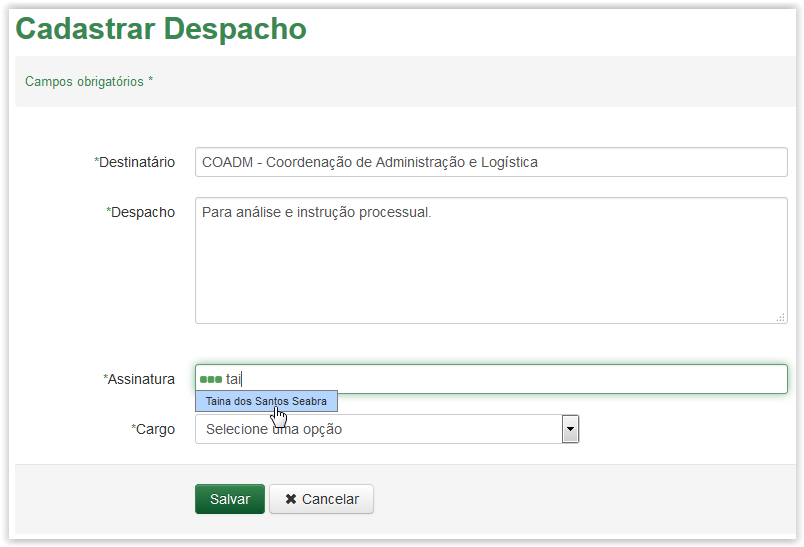 Cadastrar Despacho
Campos obrigatórios *
*Destinatário
COADM - Coordenação de Administração e Logística
*Despacho
Para análise e instrução processual.
*Assinatura
tai
Taina dos Santos Seabra
*Cargo
Selecione uma opção
Salvar
Cancelar